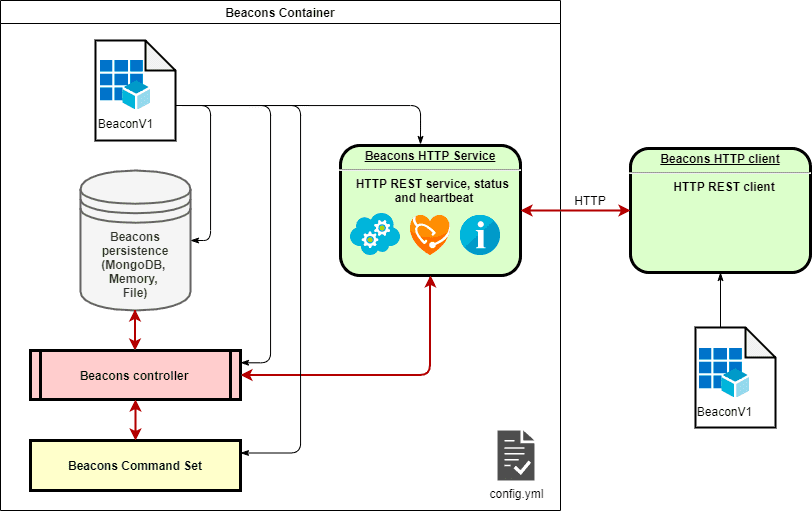 Beacons Container
BeaconV1
Beacons HTTP Service
HTTP REST service, status
and heartbeat
Beacons HTTP client
HTTP REST client
HTTP
Beacons
persistence
(MongoDB,
Memory,
File)
Beacons controller
Beacons Command Set
config.yml
BeaconV1